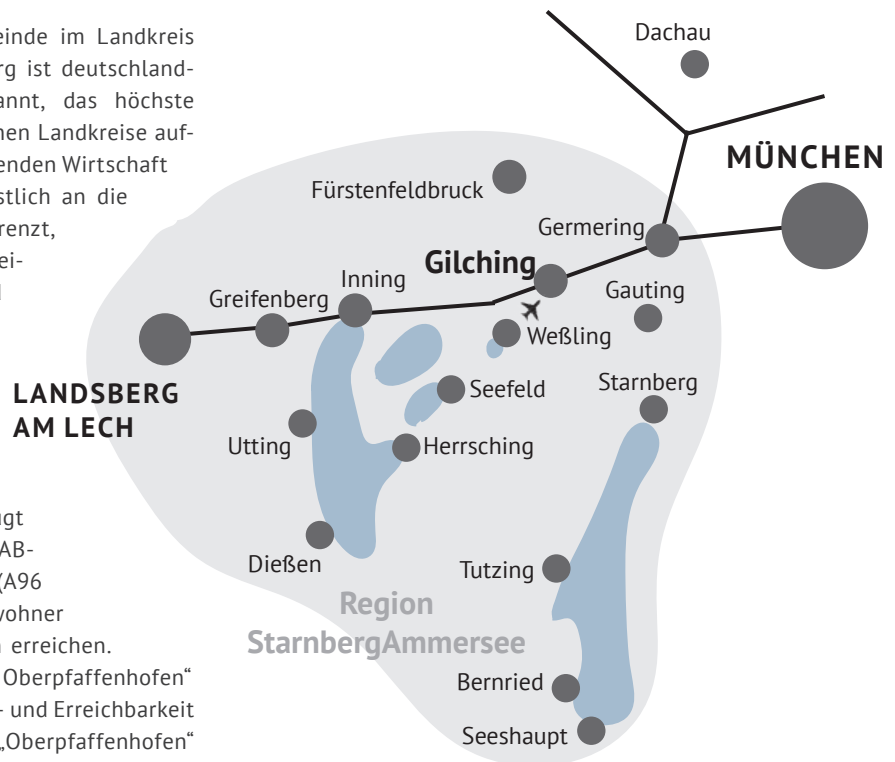 einde im Landkreis
rg ist deutschland-
annt, das höchste
hen Landkreise auf-
enden Wirtschaft
stlich an die
renzt,
ei-
Dachau
MÜNCHEN
Fürstenfeldbruck
Germering
Gilching
Inning
Gauting
Greifenberg
Weßling
LANDSBERG
AM LECH
Seefeld
Starnberg
Utting
Herrsching
gt
AB-
(A96
wohner
erreichen.
Oberpfaffenhofen“
- und Erreichbarkeit
„Oberpfaffenhofen“
Dießen
Tutzing
Region
StarnbergAmmersee
Bernried
Seeshaupt